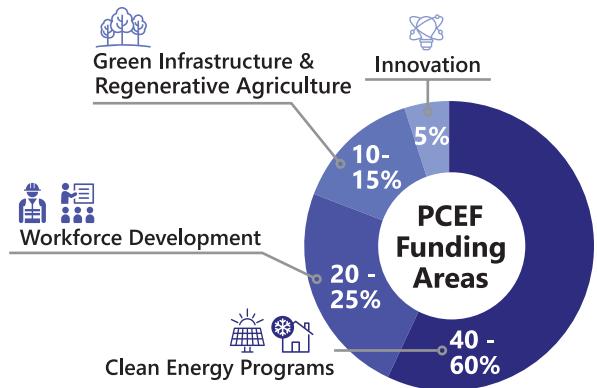 Green Infrastructure &
Regenerative Agriculture
Innovation
5%
10-
15%
PCEF
Funding
Areas
Workforce Development
20 -
25%
40 -
60%
Clean Energy Programs